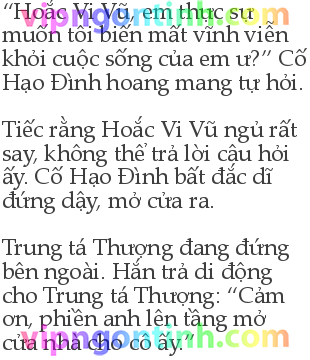 “Hoắc Vi Vũ, em thực sự
muốn tôi biến mất vĩnh viễn
khỏi cuộc sống của em ư?” Cố
Hạo Đình hoang mang tự hỏi.
Tiếc rằng Hoắc Vi Vũ ngủ rất
say, không thể trả lời câu hỏi
ấy. Cố Hạo Đình bất đắc dĩ
đứng dậy, mở cửa ra.
Trung tá Thượng đang đứng
bên ngoài. Hắn trả di động
cho Trung tá Thượng: “Cảm
ơn, phiền anh lên tầng mở
cửa nhà cho cô ấy.”
vipngontinh.com
vipngontinh.com